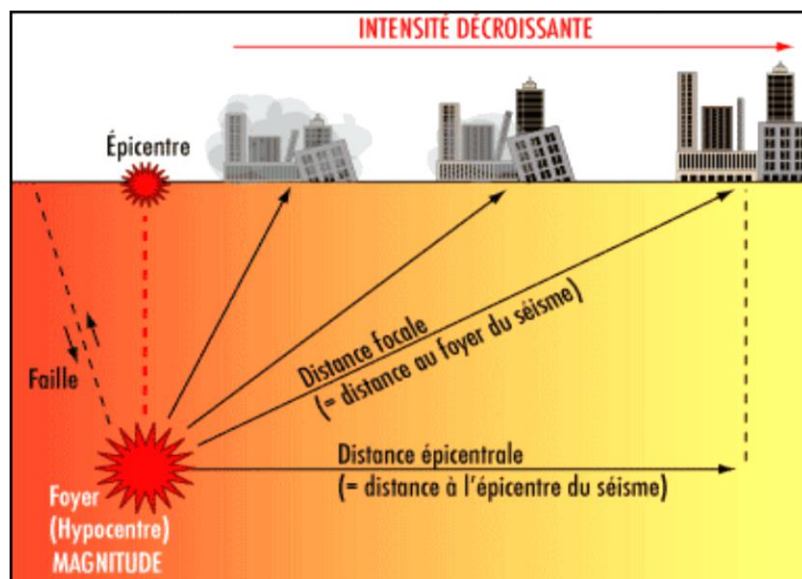 INTENSITÉ DÉCROISSANTE
Épicentre
Faille
Distance focale
(= distance au foyer du séisme)
Distance épicentrale
(= distance à l'épicentre du séisme)
Foyer
(Hypocentre)
MAGNITUDE